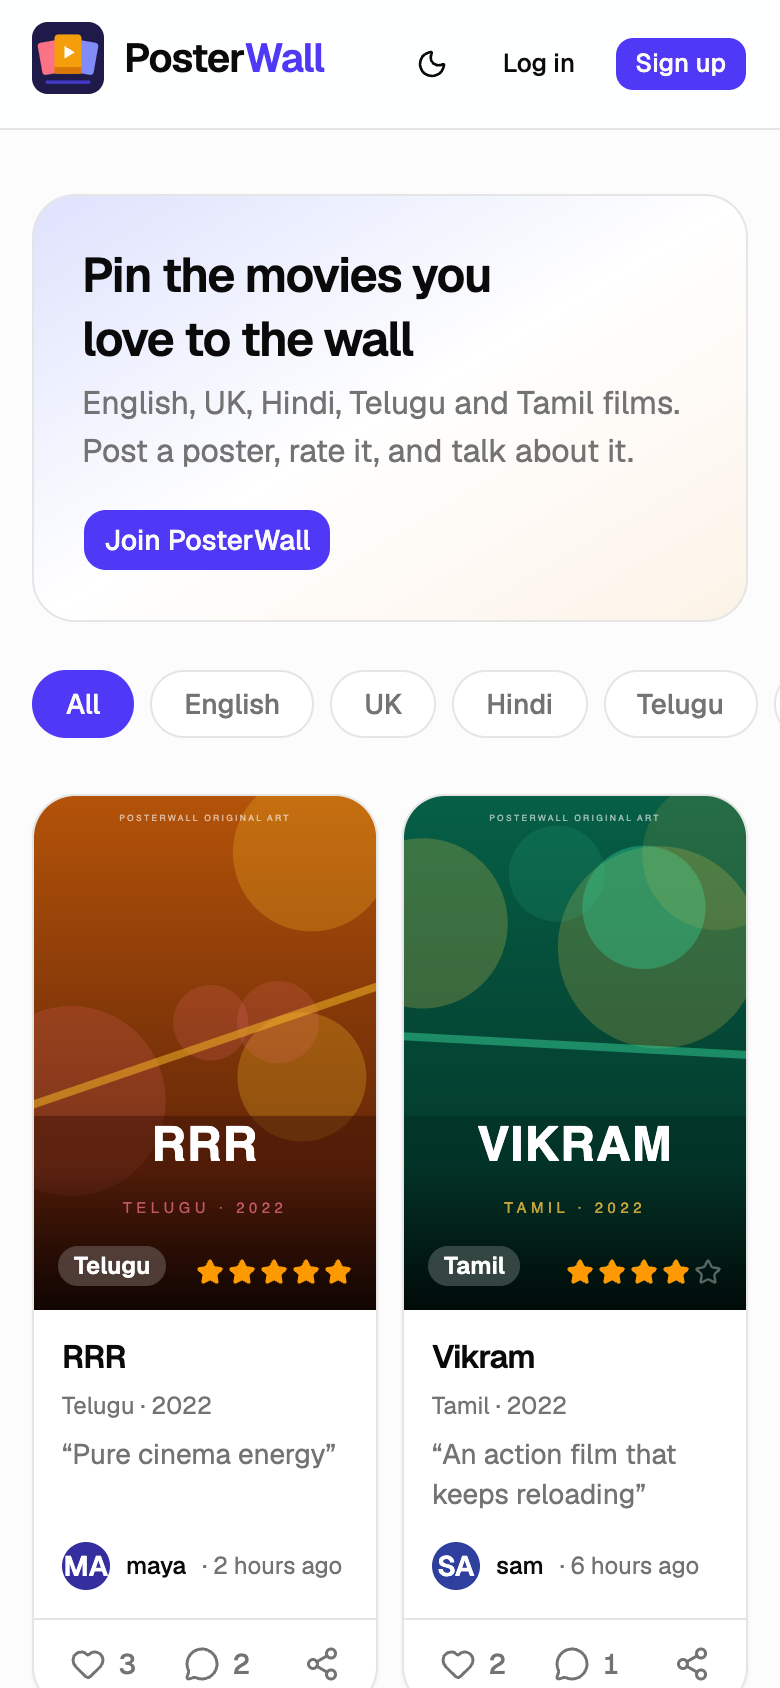 PosterWall
Log in
Sign up
Pin the movies you
love to the wall
English, UK, Hindi, Telugu and Tamil films.
Post a poster, rate it, and talk about it.
Join PosterWall
All
English
UK
Hindi
Telugu
POSTERWALL ORIGINAL ART
RRR
TELUGU · 2022
Telugu
RRR
Telugu · 2022
“Pure cinema energy”
MA maya · 2 hours ago
3 2
POSTERWALL ORIGINAL ART
VIKRAM
TAMIL · 2022
Tamil
Vikram
Tamil · 2022
“An action film that
keeps reloading”
SA sam · 6 hours ago
2 1